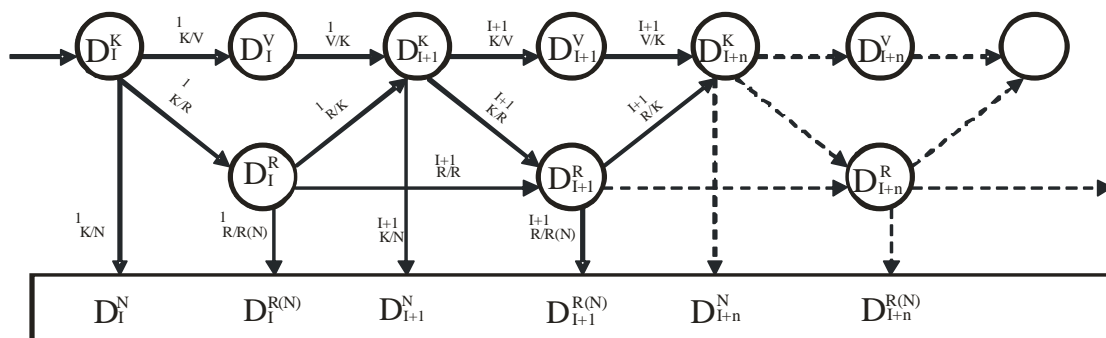 1 K/V 1 V/K I+1 K/V I+1 V/K
D_I^K D_I^V D_{I+1}^K D_{I+1}^V D_{I+n}^K D_{I+n}^V
1 K/R 1 R/K I+1 K/R I+1 R/K
D_I^R I+1 R/R D_{I+1}^R D_{I+n}^R
1 K/N 1 R/R(N) I+1 K/N I+1 R/R(N)
D_I^N D_I^{R(N)} D_{I+1}^N D_{I+1}^{R(N)} D_{I+n}^N D_{I+n}^{R(N)}